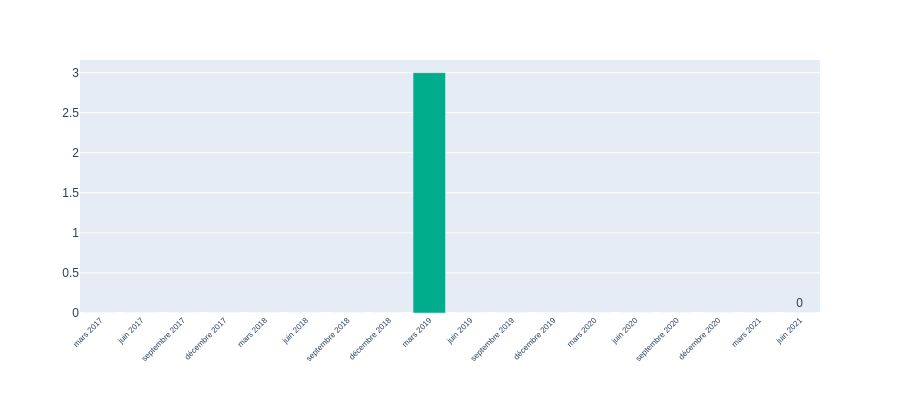 3
2.5
2
1.5
1
0.5
0
0
mars 2017
juin 2017
septembre 2017
décembre 2017
mars 2018
juin 2018
septembre 2018
décembre 2018
mars 2019
juin 2019
septembre 2019
décembre 2019
mars 2020
juin 2020
septembre 2020
décembre 2020
mars 2021
juin 2021